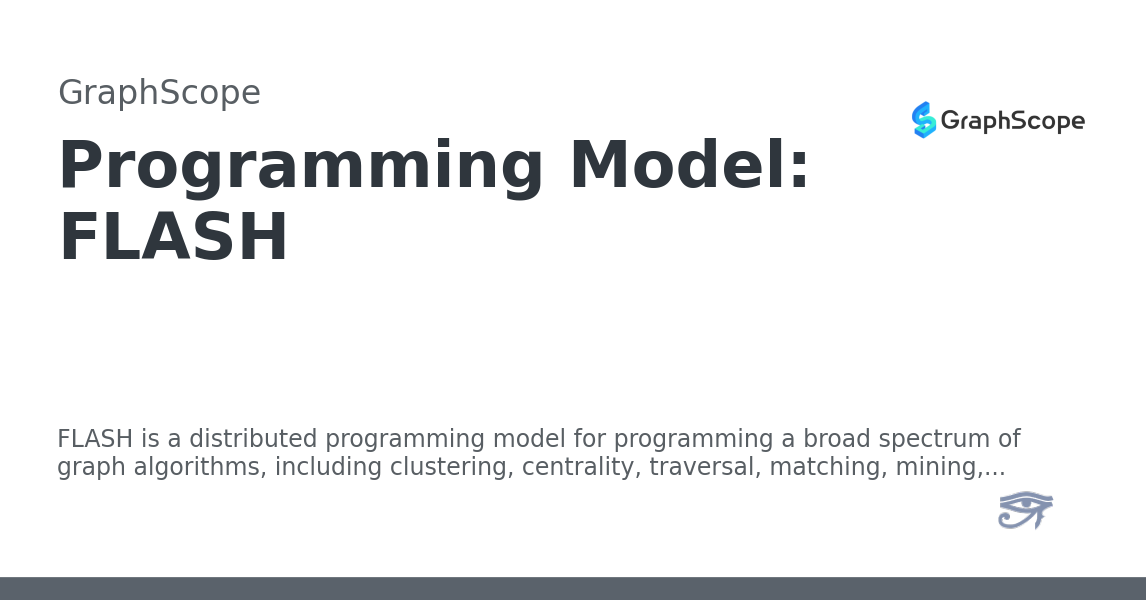 GraphScope
GraphScope
Programming Model:
FLASH
FLASH is a distributed programming model for programming a broad spectrum of
graph algorithms, including clustering, centrality, traversal, matching, mining,...